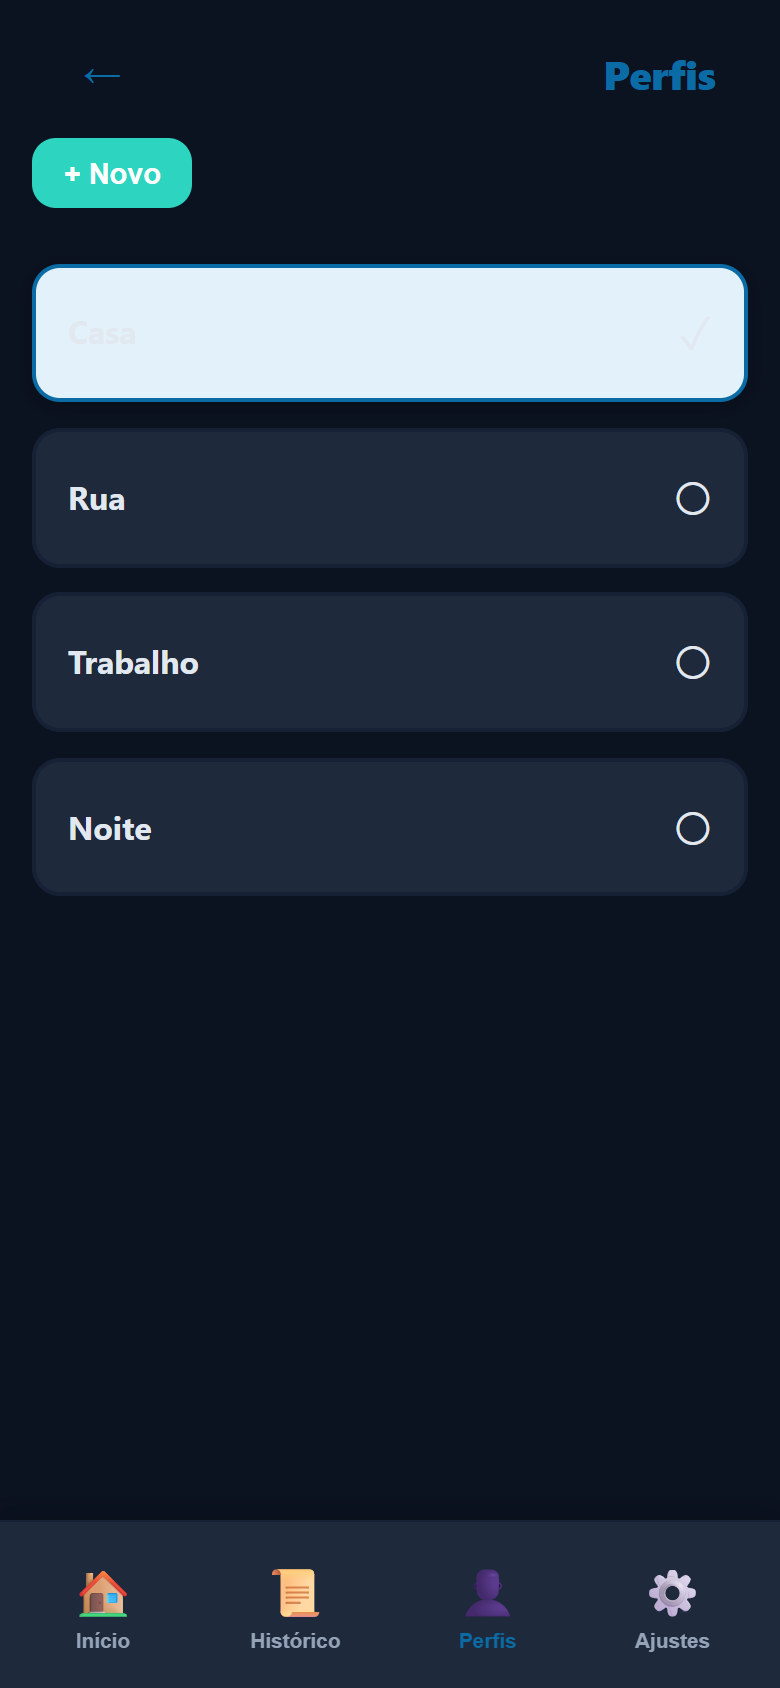 ← Perfis
+ Novo
Casa ✓
Rua
Trabalho
Noite
Início Histórico Perfis Ajustes